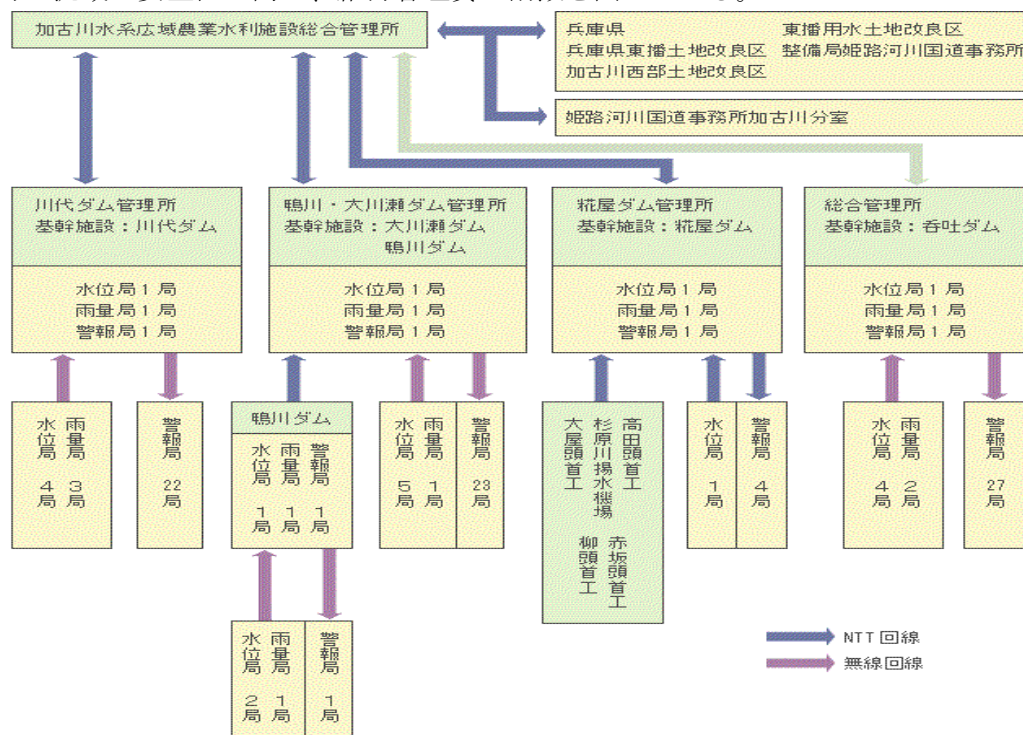 加古川水系広域農業水利施設総合管理所
兵庫県 東播用水土地改良区
兵庫県東播土地改良区 整備局姫路河川国道事務所
加古川西部土地改良区
姫路河川国道事務所加古川分室
川代ダム管理所
基幹施設:川代ダム
水位局1局
雨量局1局
警報局1局
鴨川・大川瀬ダム管理所
基幹施設:大川瀬ダム
鴨川ダム
水位局1局
雨量局1局
警報局1局
糀屋ダム管理所
基幹施設:糀屋ダム
水位局1局
雨量局1局
警報局1局
総合管理所
基幹施設:呑吐ダム
水位局1局
雨量局1局
警報局1局
水位局 4局
雨量局 3局
警報局 22局
鴨川ダム
水位局 1局
雨量局 1局
警報局 1局
水位局 5局
雨量局 1局
警報局 23局
高田頭首工
杉原川揚水機場
大屋頭首工
赤坂頭首工
柳頭首工
水位局 1局
警報局 4局
水位局 4局
雨量局 2局
警報局 27局
水位局 2局
雨量局 1局
警報局 1局
NTT回線
無線回線